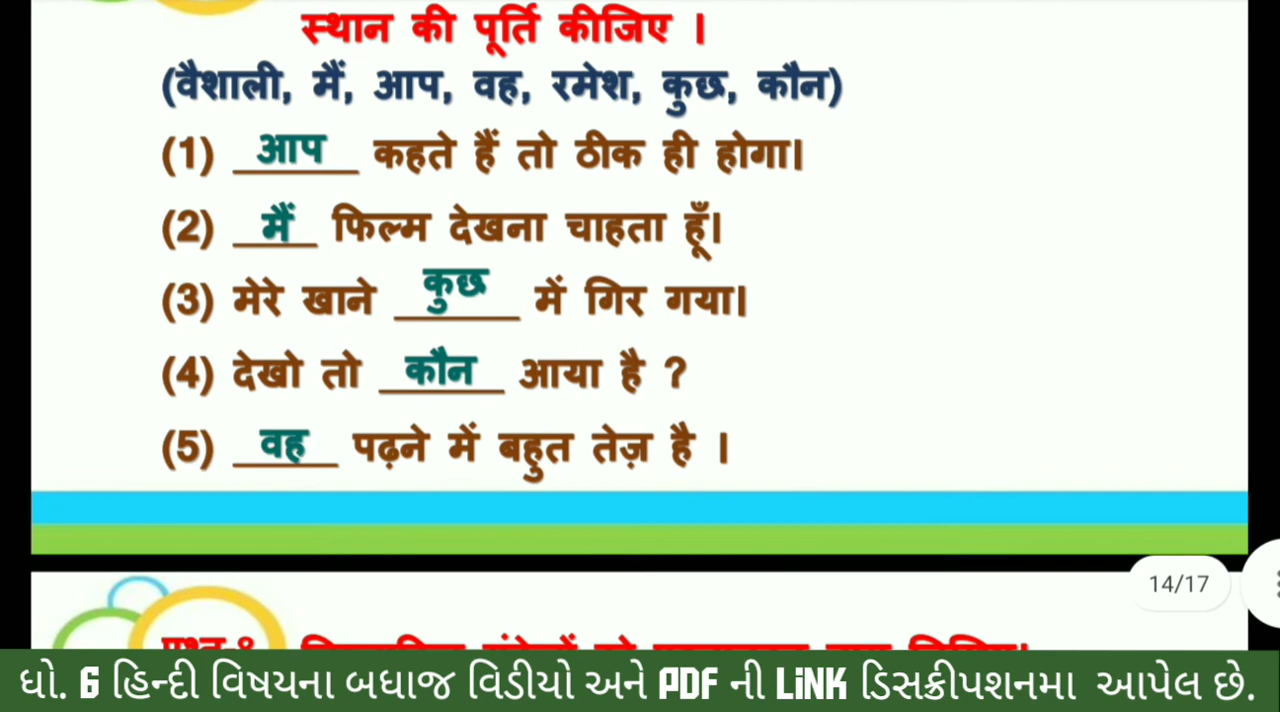 स्थान की पूर्ति कीजिए ।
(वैशाली, मैं, आप, वह, रमेश, कुछ, कौन)
(1) आप कहते हैं तो ठीक ही होगा।
(2) मैं फिल्म देखना चाहता हूँ।
(3) मेरे खाने कुछ में गिर गया।
(4) देखो तो कौन आया है ?
(5) वह पढ़ने में बहुत तेज़ है ।
14/17
ધો. 6 હિન્દી વિષયના બધાજ વિડીયો અને PDF ની LiNK ડિસક્રીપશનમા આપેલ છે.